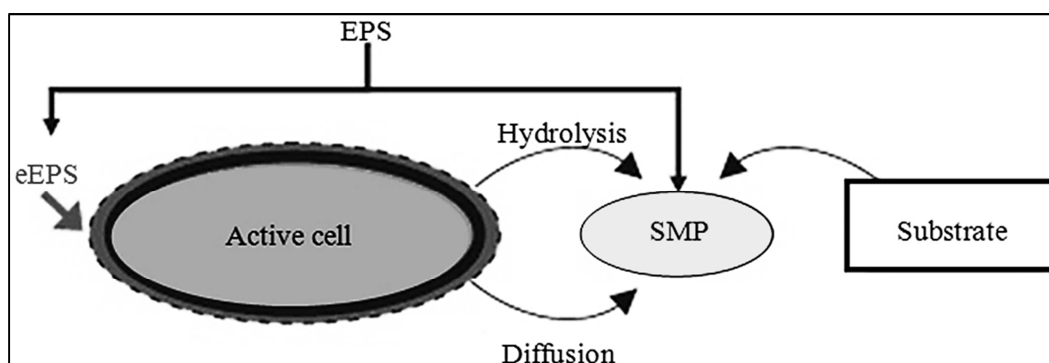 EPS
Hydrolysis
eEPS
Active cell
SMP
Substrate
Diffusion